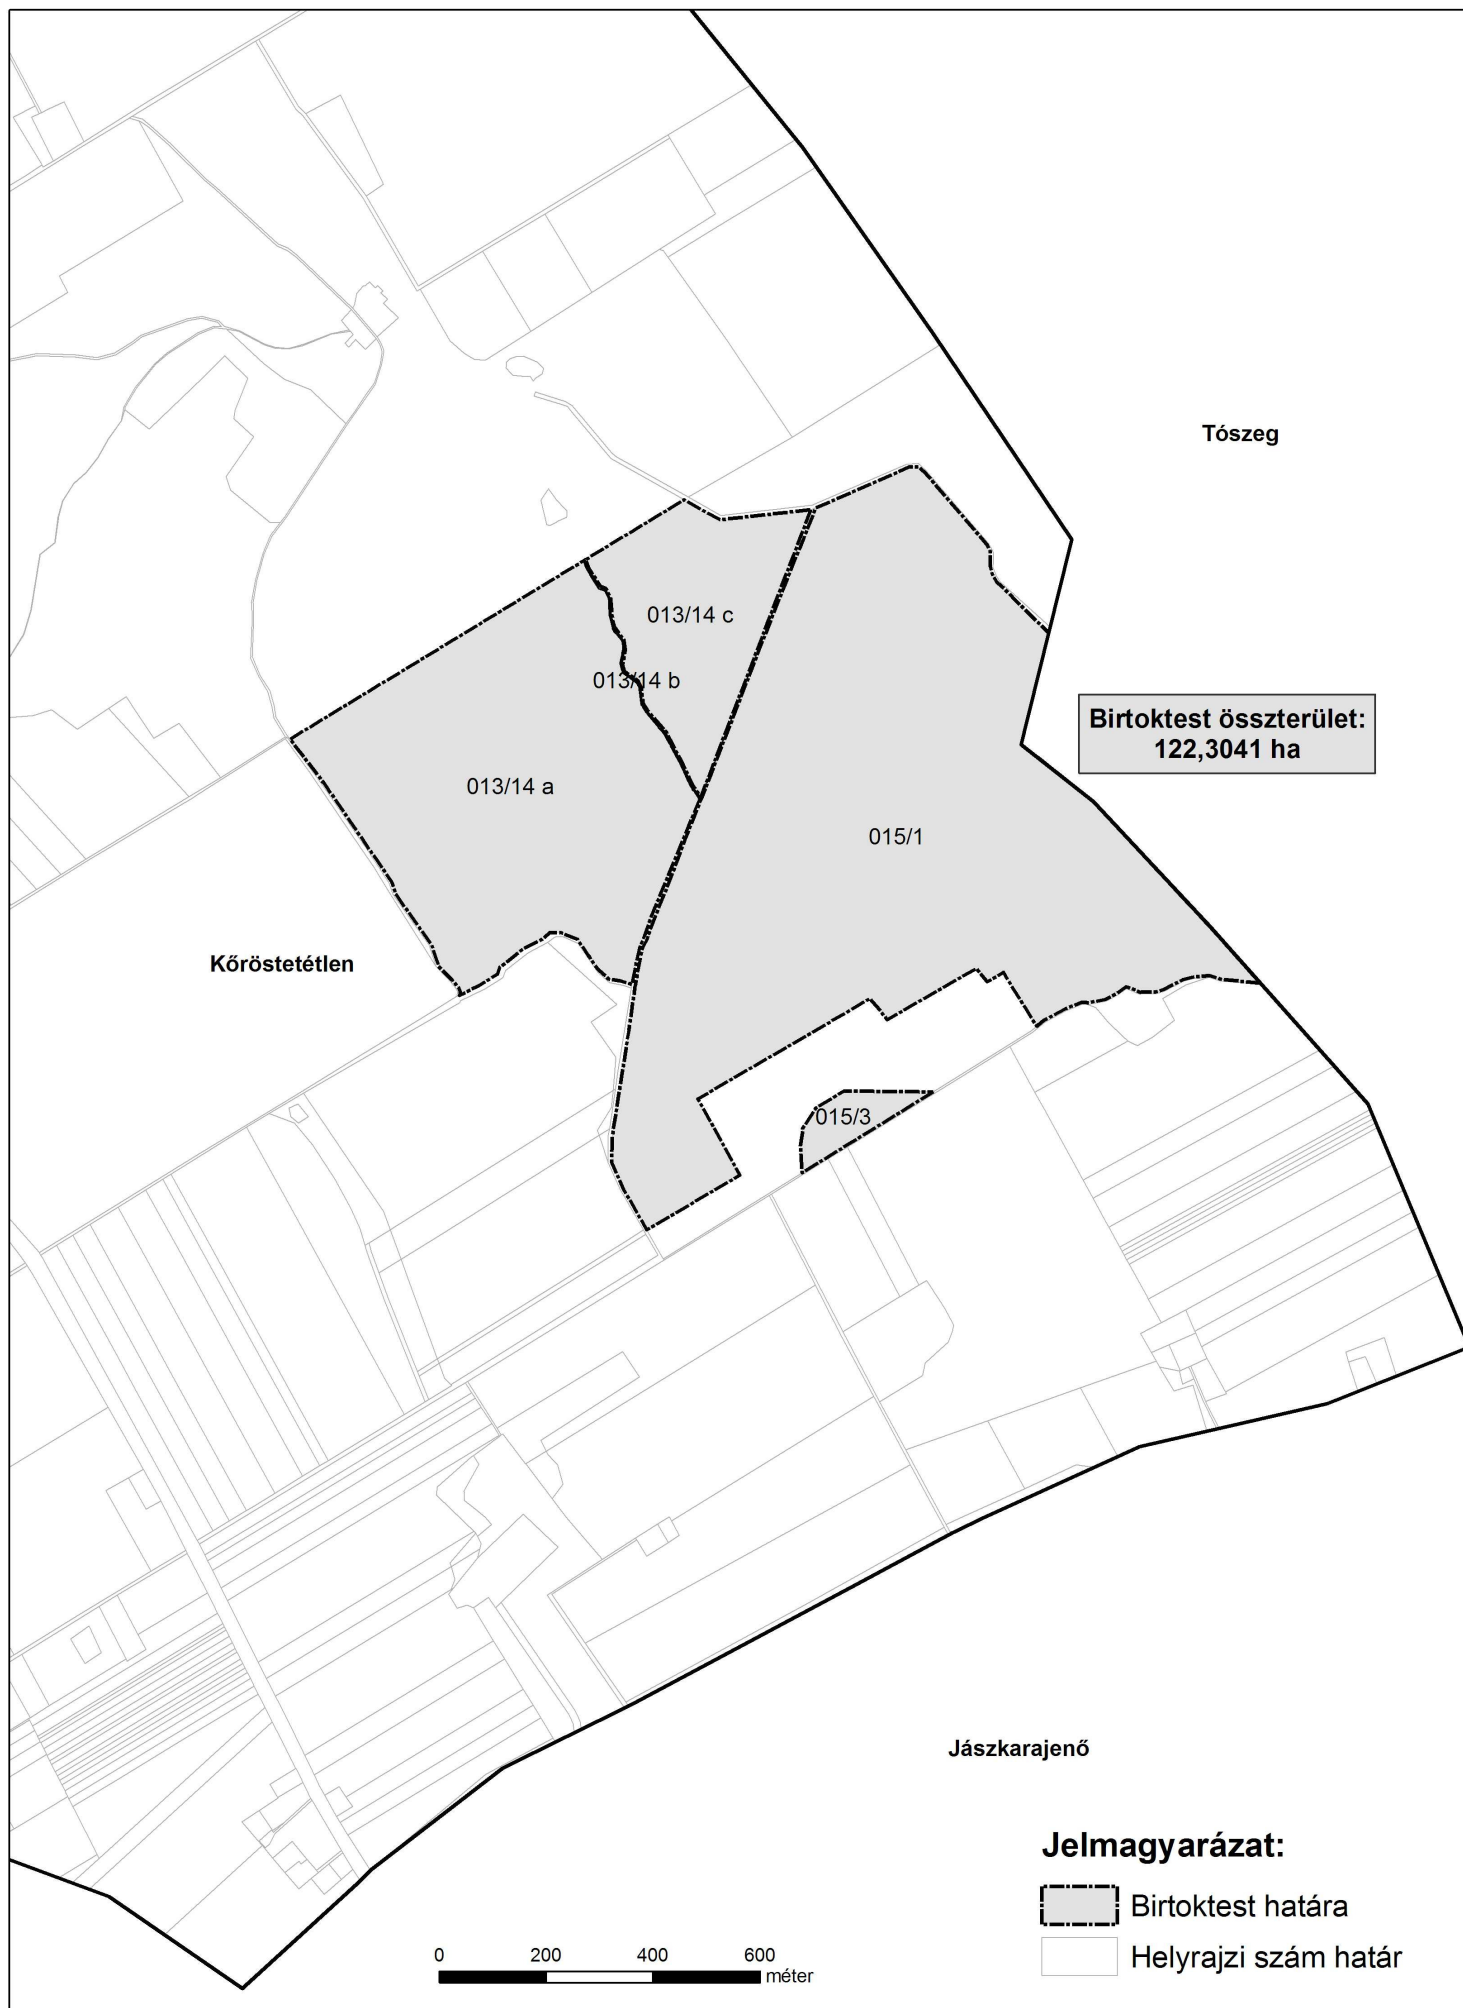 Tószeg
013/14 c
013/14 b
Birtoktest összterület:
122,3041 ha
013/14 a
015/1
Kőröstetétlen
015/3
Jászkarajenő
Jelmagyarázat:
Birtoktest határa
Helyrajzi szám határ
0 200 400 600
méter